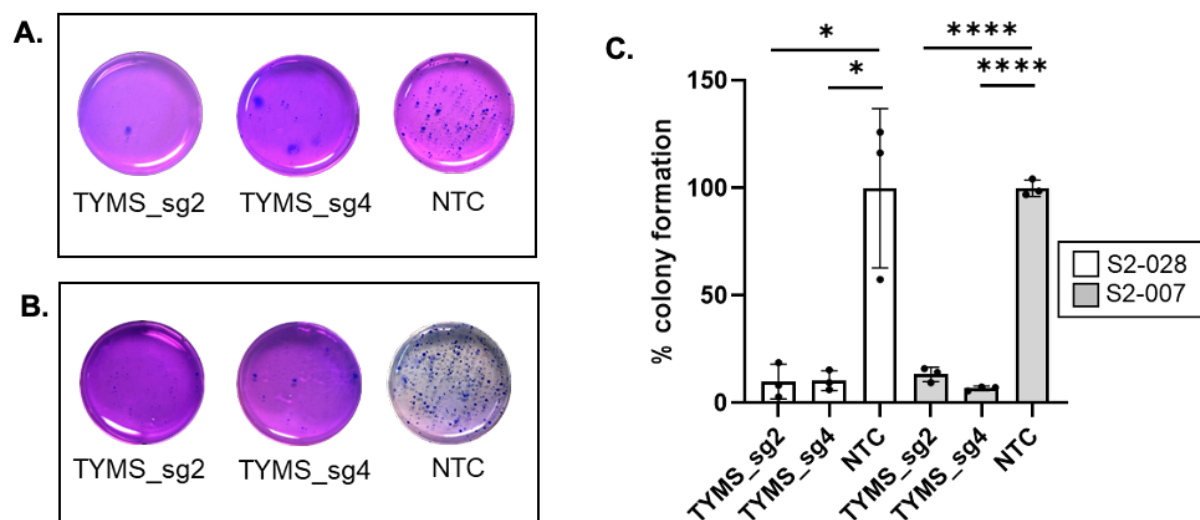 A.
TYMS_sg2 TYMS_sg4 NTC
B.
TYMS_sg2 TYMS_sg4 NTC
C.
* ****
* ****
% colony formation
150
100
50
0
TYMS_sg2 TYMS_sg4 NTC TYMS_sg2 TYMS_sg4 NTC
S2-028
S2-007